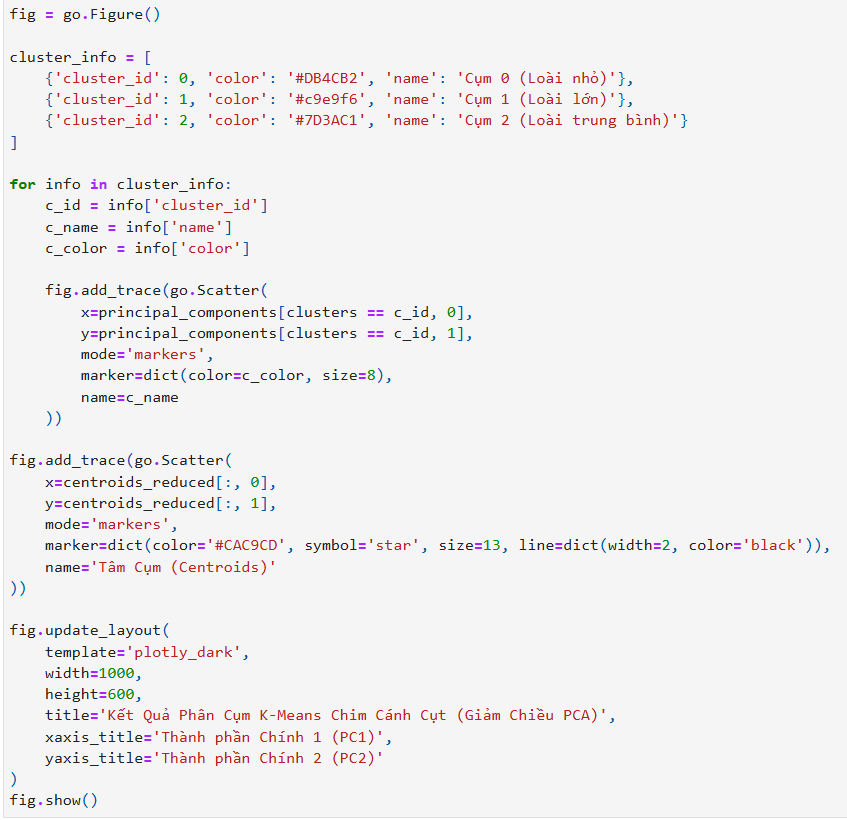 fig = go.Figure()

cluster_info = [
    {'cluster_id': 0, 'color': '#DB4CB2', 'name': 'Cụm 0 (Loài nhỏ)'},
    {'cluster_id': 1, 'color': '#c9e9f6', 'name': 'Cụm 1 (Loài lớn)'},
    {'cluster_id': 2, 'color': '#7D3AC1', 'name': 'Cụm 2 (Loài trung bình)'}
]

for info in cluster_info:
    c_id = info['cluster_id']
    c_name = info['name']
    c_color = info['color']

    fig.add_trace(go.Scatter(
        x=principal_components[clusters == c_id, 0],
        y=principal_components[clusters == c_id, 1],
        mode='markers',
        marker=dict(color=c_color, size=8),
        name=c_name
    ))

fig.add_trace(go.Scatter(
    x=centroids_reduced[:, 0],
    y=centroids_reduced[:, 1],
    mode='markers',
    marker=dict(color='#CAC9CD', symbol='star', size=13, line=dict(width=2, color='black')),
    name='Tâm Cụm (Centroids)'
))

fig.update_layout(
    template='plotly_dark',
    width=1000,
    height=600,
    title='Kết Quả Phân Cụm K-Means Chim Cánh Cụt (Giảm Chiều PCA)',
    xaxis_title='Thành phần Chính 1 (PC1)',
    yaxis_title='Thành phần Chính 2 (PC2)'
)
fig.show()